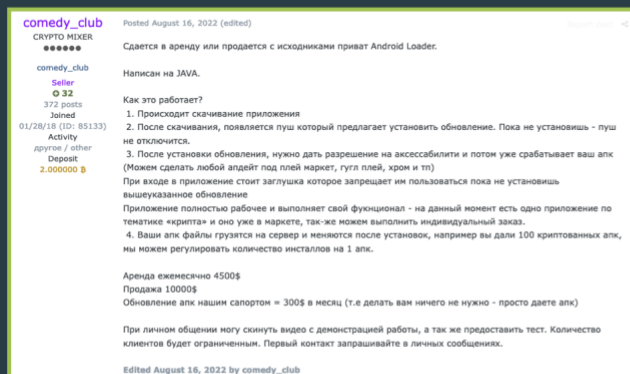 comedy_club
CRYPTO MIXER
comedy_club
Seller
32
372 posts
Joined
01/28/18 (ID: 85133)
Activity
другое / other
Deposit
2.000000 ₿
Posted August 16, 2022 (edited)
Сдается в аренду или продается с исходниками приват Android Loader.
Написан на JAVA.
Как это работает?
1. Происходит скачивание приложения
2. После скачивания, появляется пуш который предлагает установить обновление. Пока не установишь - пуш
не отключится.
3. После установки обновления, нужно дать разрешение на аксессабилити и потом уже срабатывает ваш апк
(Можем сделать любой апдейт под плей маркет, гугл плей, хром и тп)
При входе в приложение стоит заглушка которое запрещает им пользоваться пока не установишь
вышеуказанное обновление
Приложение полностью рабочее и выполняет свой фукнционал - на данный момент есть одно приложение по
тематике «крипта» и оно уже в маркете, так-же можем выполнить индивидуальный заказ.
4. Ваши апк файлы грузятся на сервер и меняются после установок, например вы дали 100 криптованных апк,
мы можем регулировать количество инсталлов на 1 апк.
Аренда ежемесячно 4500$
Продажа 10000$
Обновление апк нашим сапортом = 300$ в месяц (т.е делать вам ничего не нужно - просто даете апк)
При личном общении могу скинуть видео с демонстрацией работы, а так же предоставить тест. Количество
клиентов будет ограниченным. Первый контакт запрашивайте в личных сообщениях.
Edited August 16, 2022 by comedy_club